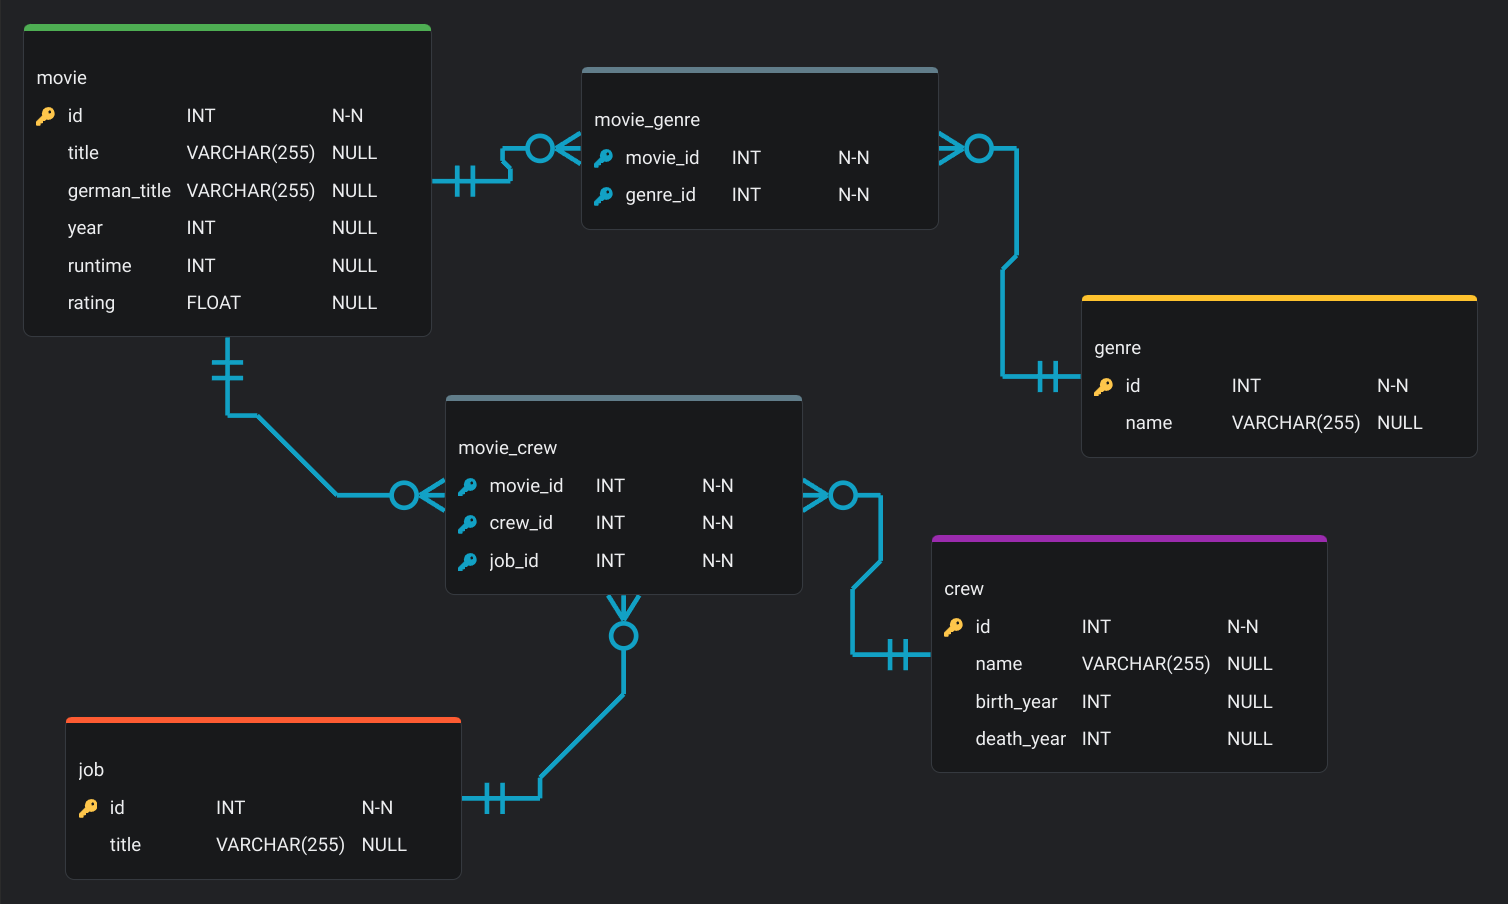 movie
id INT N-N
title VARCHAR(255) NULL
german_title VARCHAR(255) NULL
year INT NULL
runtime INT NULL
rating FLOAT NULL
movie_genre
movie_id INT N-N
genre_id INT N-N
genre
id INT N-N
name VARCHAR(255) NULL
movie_crew
movie_id INT N-N
crew_id INT N-N
job_id INT N-N
crew
id INT N-N
name VARCHAR(255) NULL
birth_year INT NULL
death_year INT NULL
job
id INT N-N
title VARCHAR(255) NULL